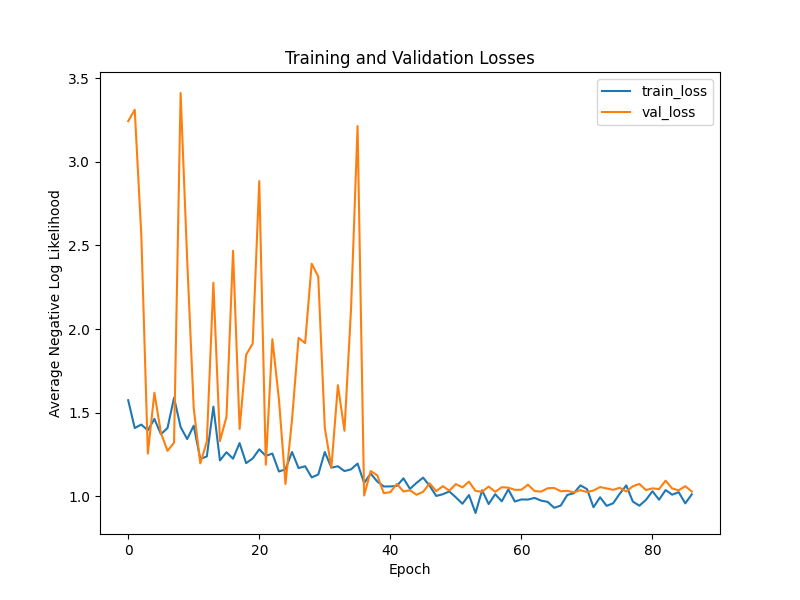 Training and Validation Losses
train_loss
val_loss
Average Negative Log Likelihood
3.5
3.0
2.5
2.0
1.5
1.0
0
20
40
60
80
Epoch